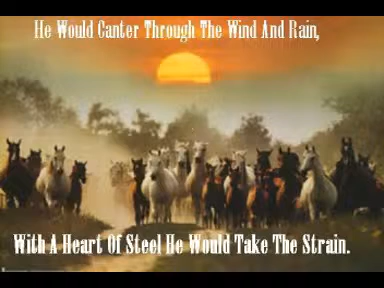 He Would Canter Through The Wind And Rain,
With A Heart Of Steel He Would Take The Strain.